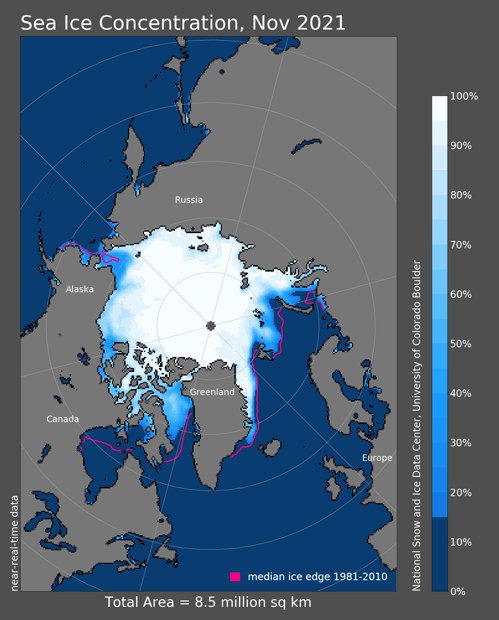 Sea Ice Concentration, Nov 2021
Russia
Alaska
Greenland
Canada
Europe
near-real-time data
median ice edge 1981-2010
Total Area = 8.5 million sq km
100%
90%
80%
70%
60%
50%
40%
30%
20%
10%
0%
National Snow and Ice Data Center, University of Colorado Boulder